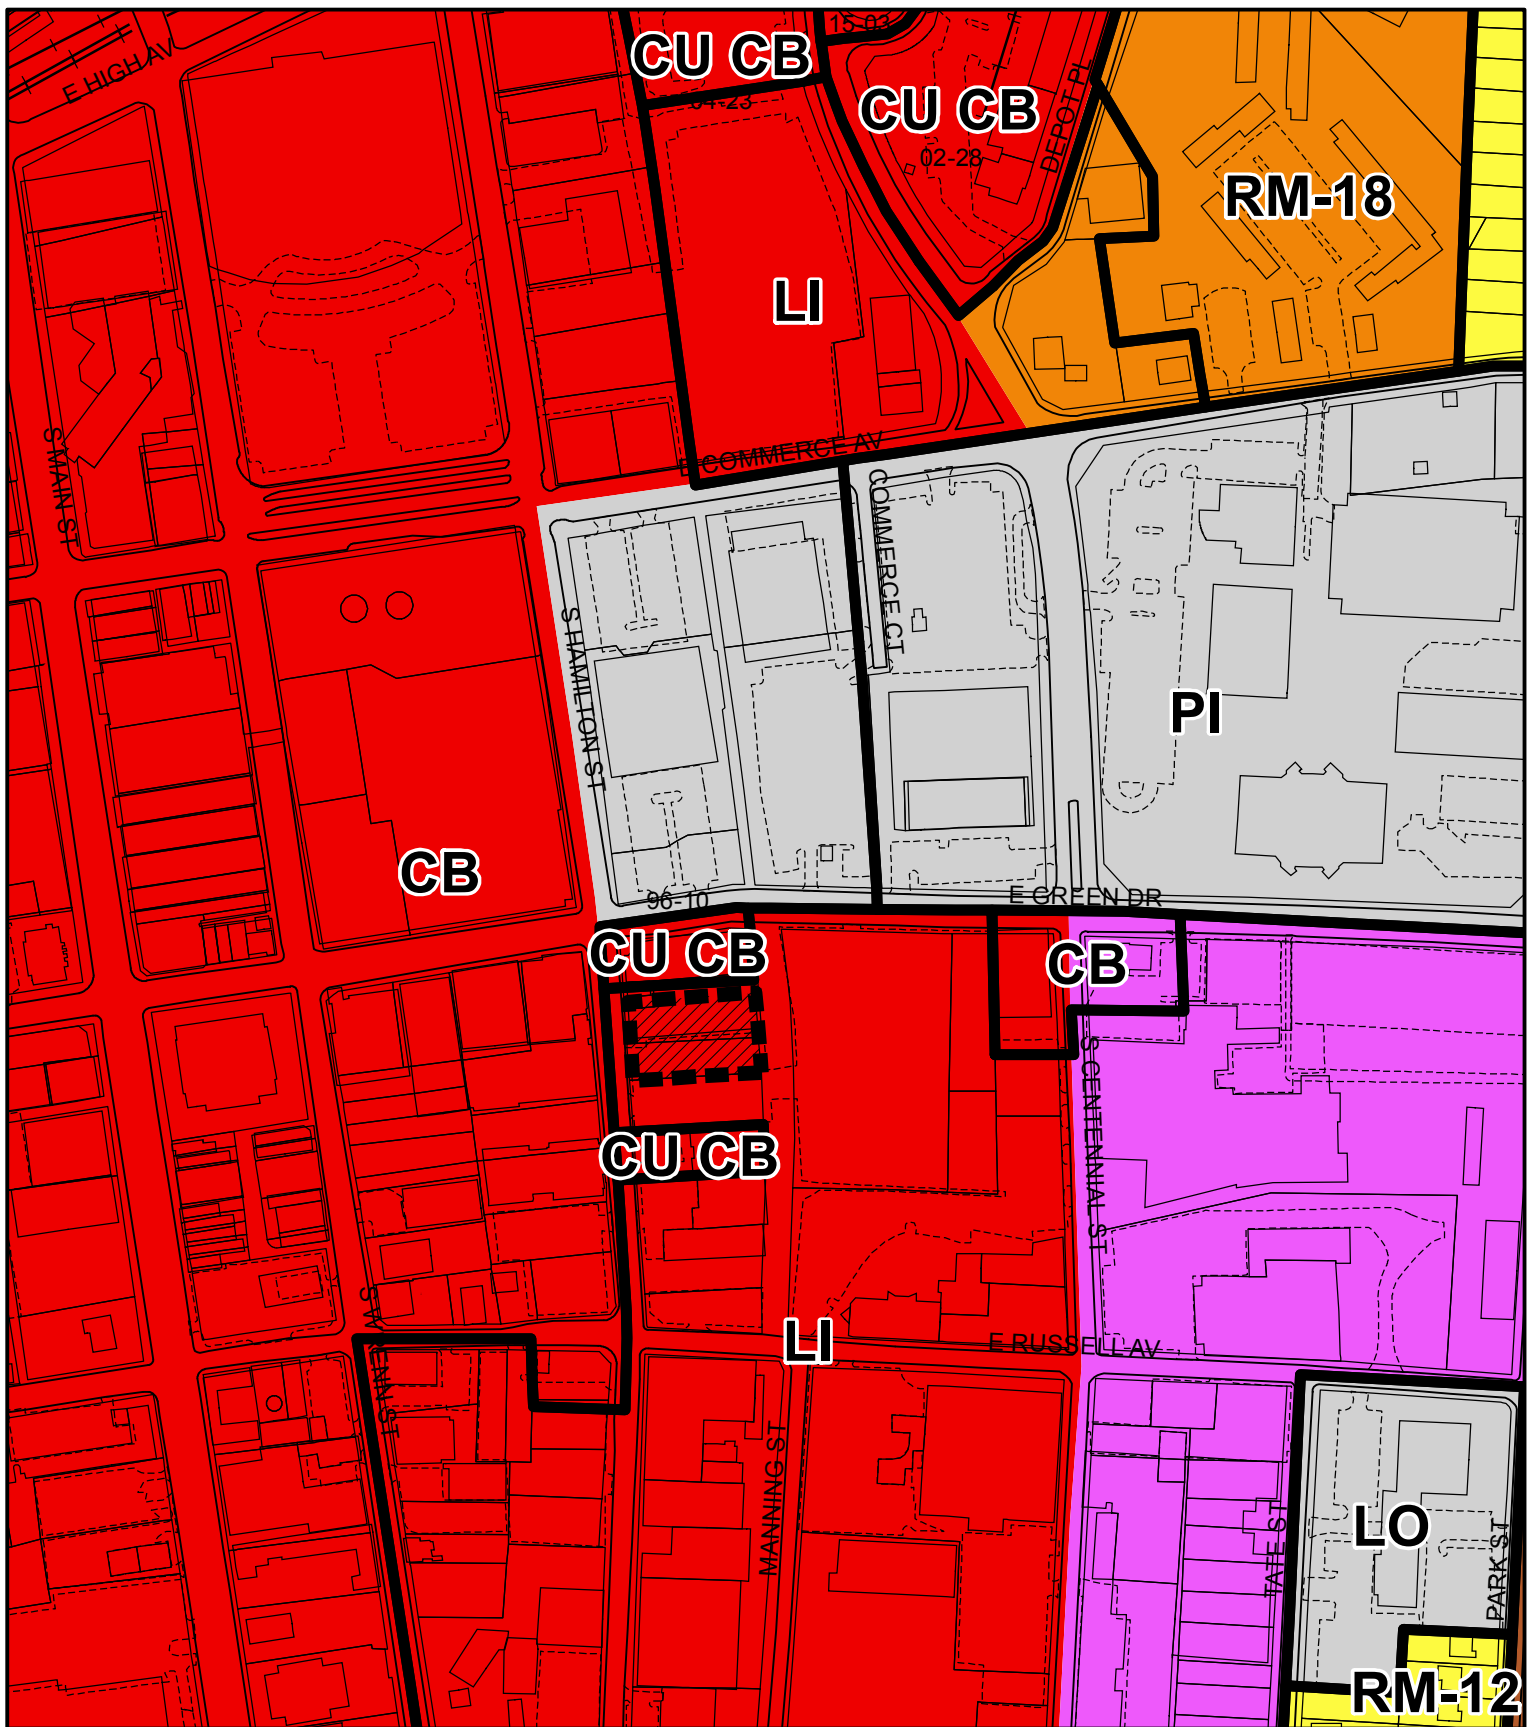 15-03
CU CB
E HIGH AV
04-23
CU CB
DEPOT PL
02-28
RM-18
LI
E COMMERCE AV
S MAIN ST
COMMERCE CT
S HAMILTON ST
PI
CB
96-10
E GREEN DR
CU CB
CB
S CENTENNIAL ST
CU CB
LI
E RUSSELL AV
S WRENN ST
MANNING ST
TATE ST
LO
PARK ST
RM-12